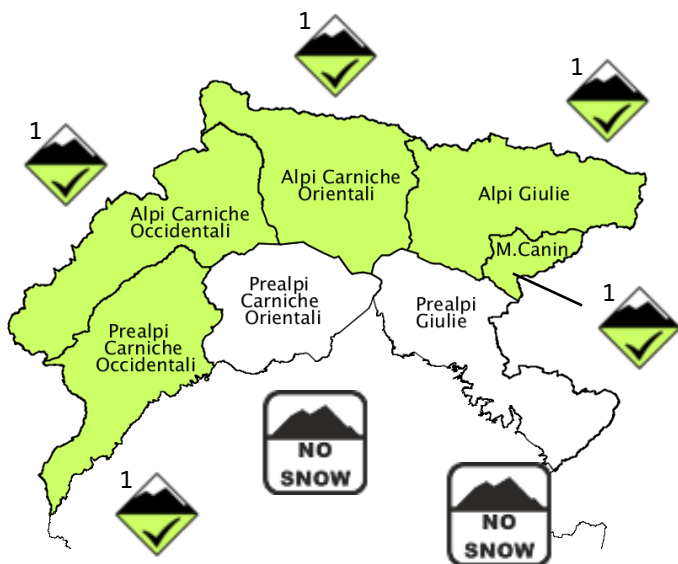 1
1
1
Alpi Carniche
Orientali
Alpi Giulie
Alpi Carniche
Occidentali
M.Canin
Prealpi
Carniche
Orientali
Prealpi
Giulie
1
Prealpi
Carniche
Occidentali
NO
SNOW
1
NO
SNOW